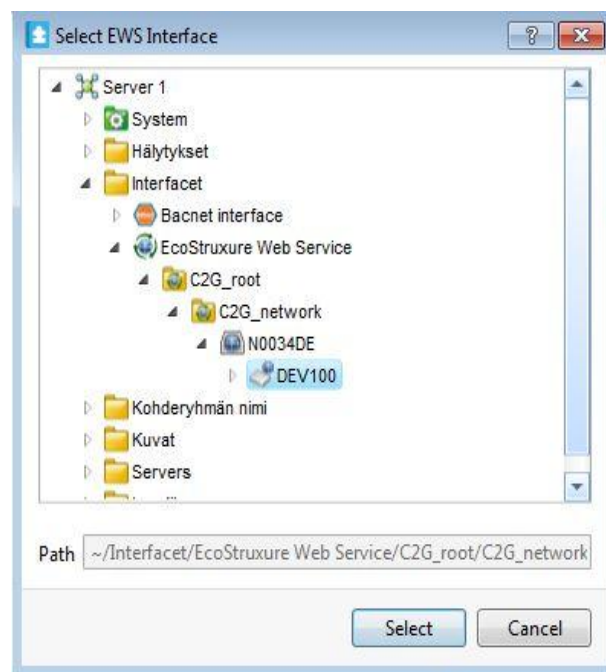 Select EWS Interface
Server 1
System
Hälytykset
Interfacet
Bacnet interface
EcoStruxure Web Service
C2G_root
C2G_network
N0034DE
DEV100
Kohderyhmän nimi
Kuvat
Servers
Path ~/Interfacet/EcoStruxure Web Service/C2G_root/C2G_network
Select Cancel